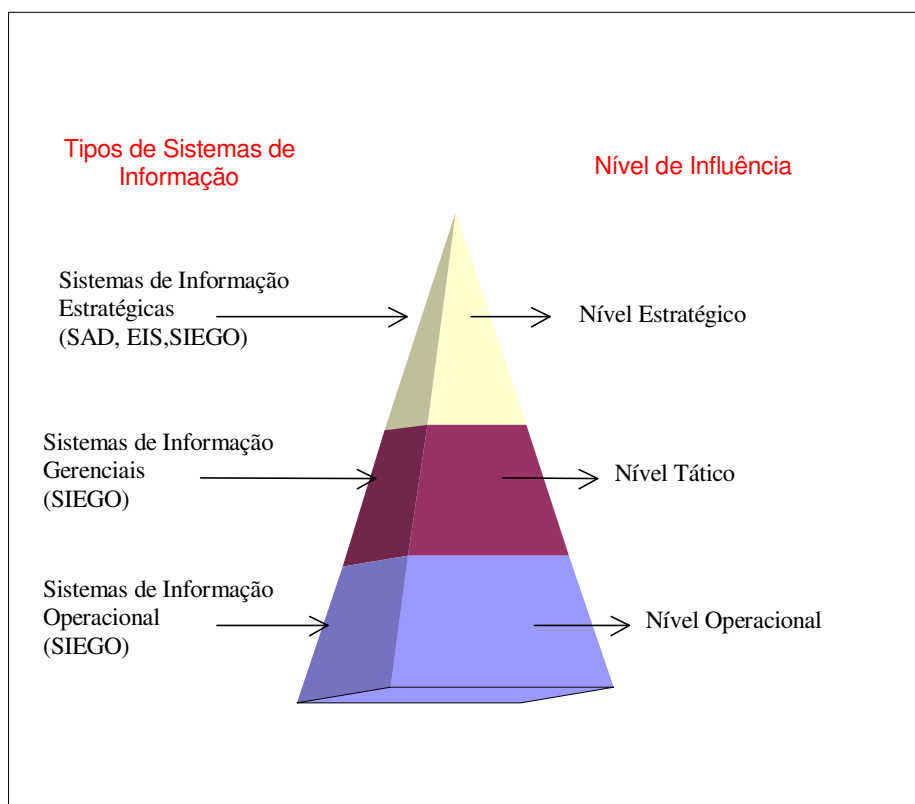 Tipos de Sistemas de
Informação
Nível de Influência
Sistemas de Informação
Estratégicas
(SAD, EIS,SIEGO)
Nível Estratégico
Sistemas de Informação
Gerenciais
(SIEGO)
Nível Tático
Sistemas de Informação
Operacional
(SIEGO)
Nível Operacional